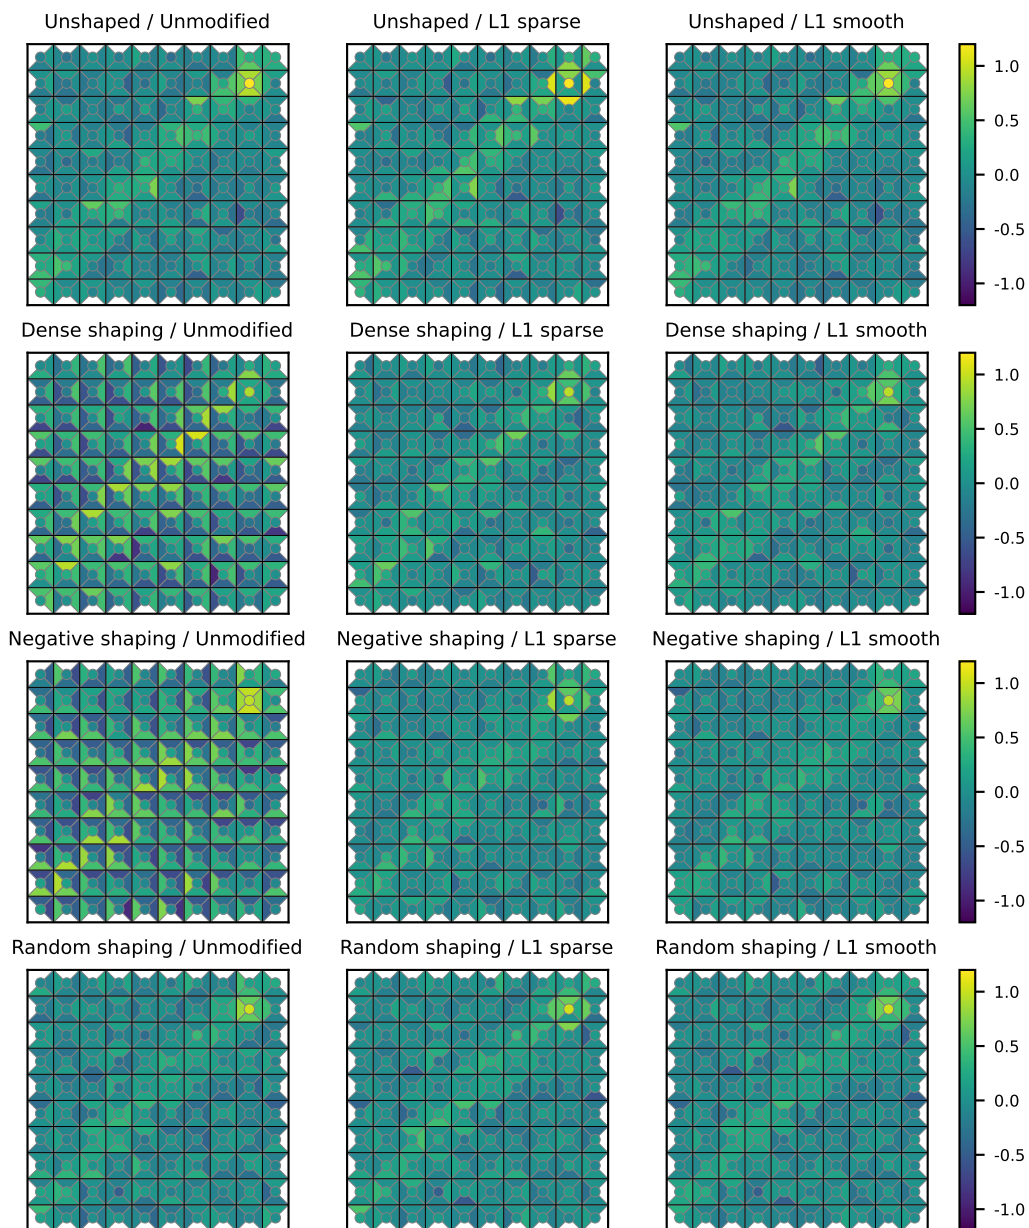 Unshaped / Unmodified
Unshaped / L1 sparse
Unshaped / L1 smooth
1.0
0.5
0.0
-0.5
-1.0
Dense shaping / Unmodified
Dense shaping / L1 sparse
Dense shaping / L1 smooth
1.0
0.5
0.0
-0.5
-1.0
Negative shaping / Unmodified
Negative shaping / L1 sparse
Negative shaping / L1 smooth
1.0
0.5
0.0
-0.5
-1.0
Random shaping / Unmodified
Random shaping / L1 sparse
Random shaping / L1 smooth
1.0
0.5
0.0
-0.5
-1.0